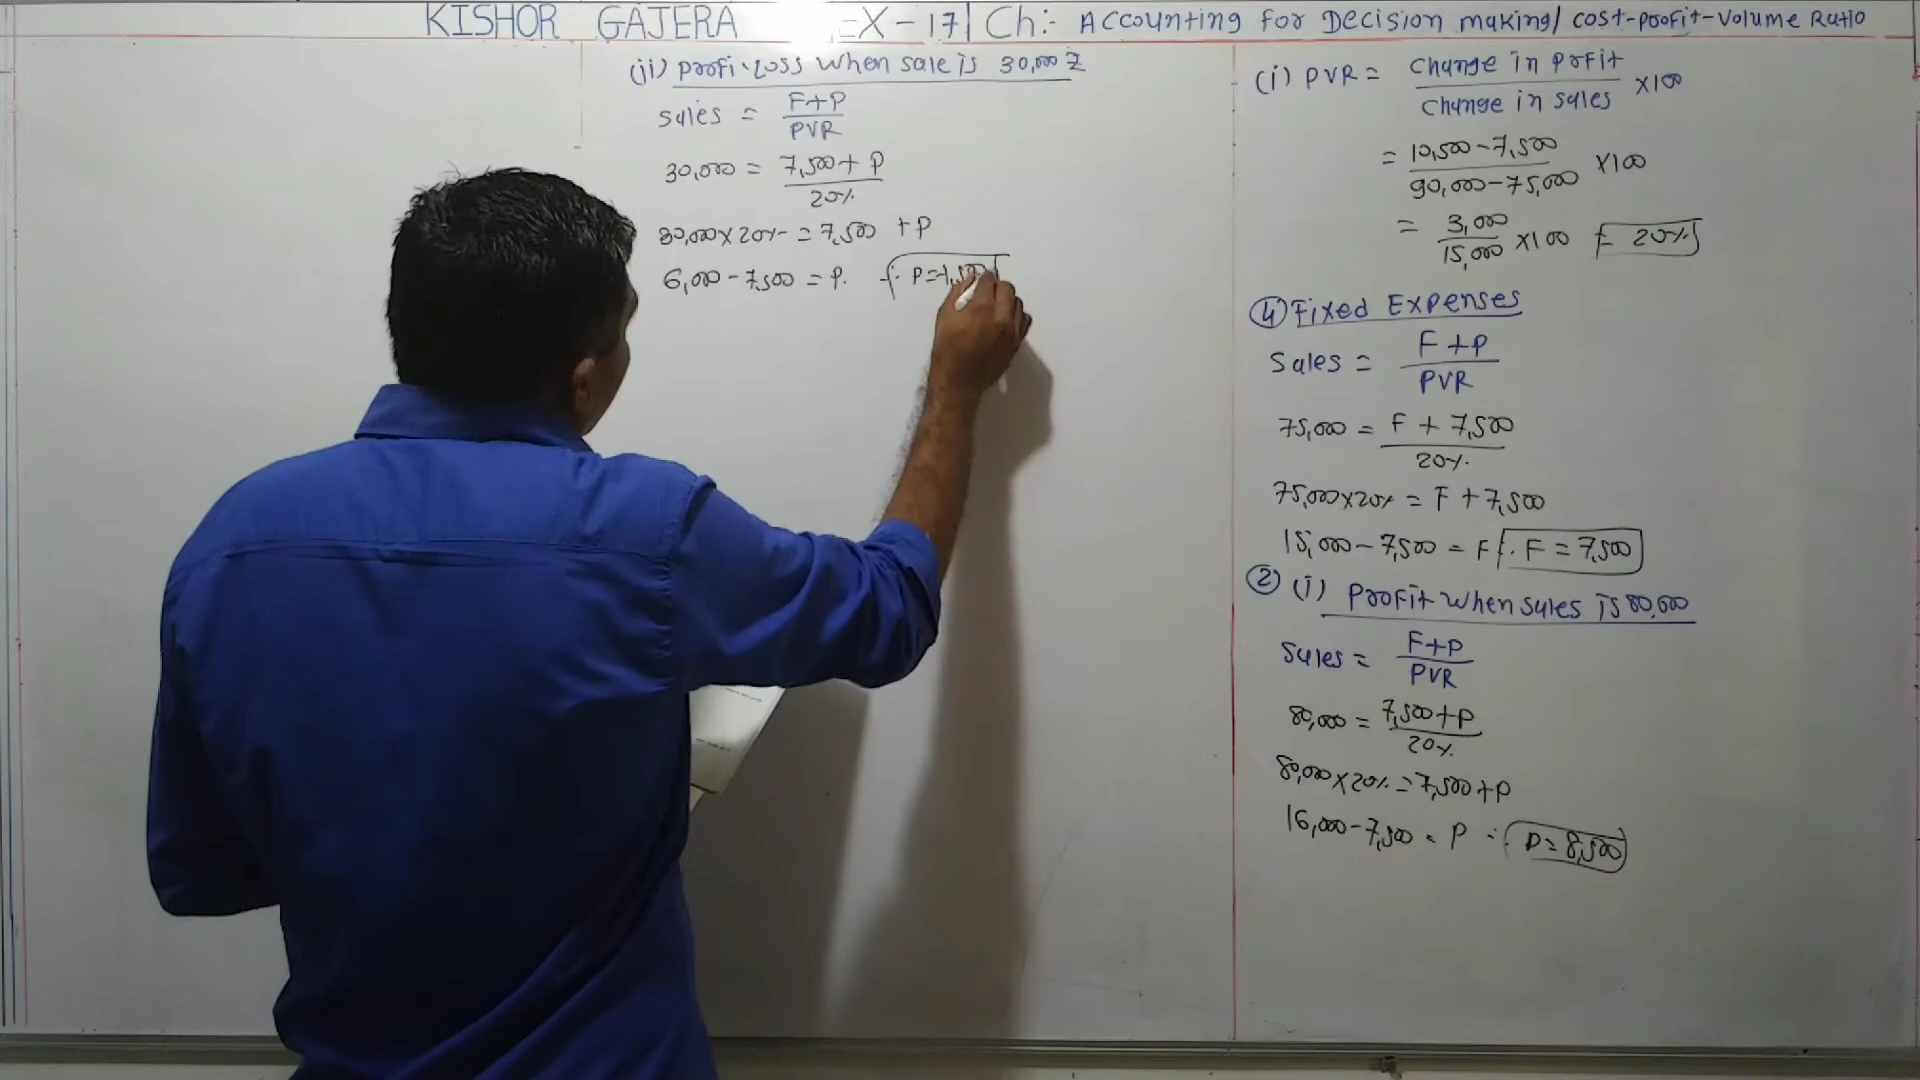 KISHOR GAJERA EX-17 Ch:- Accounting for Decision making/ Cost-Profit-Volume Ratio
(i) PVR = Change in profit / Change in sales ×100
= 10,500-7,500 / 90,000-75,000 ×100
= 3,000 / 15,000 ×100 = 20%
④ Fixed Expenses
Sales = F+P / PVR
75,000 = F + 7,500 / 20%
75,000×20% = F + 7,500
15,000-7,500 = F ∴ F = 7,500
② (i) Profit when sales is 80,000
Sales = F+P / PVR
80,000 = 7,500+P / 20%
80,000×20% = 7,500+P
16,000-7,500 = P ∴ P = 8,500
(ii) Profit-Loss when sale is 30,000 ₹
Sales = F+P / PVR
30,000 = 7,500+P / 20%
30,000×20% = 7,500 + P
6,000-7,500 = P. ∴ P=-1,500